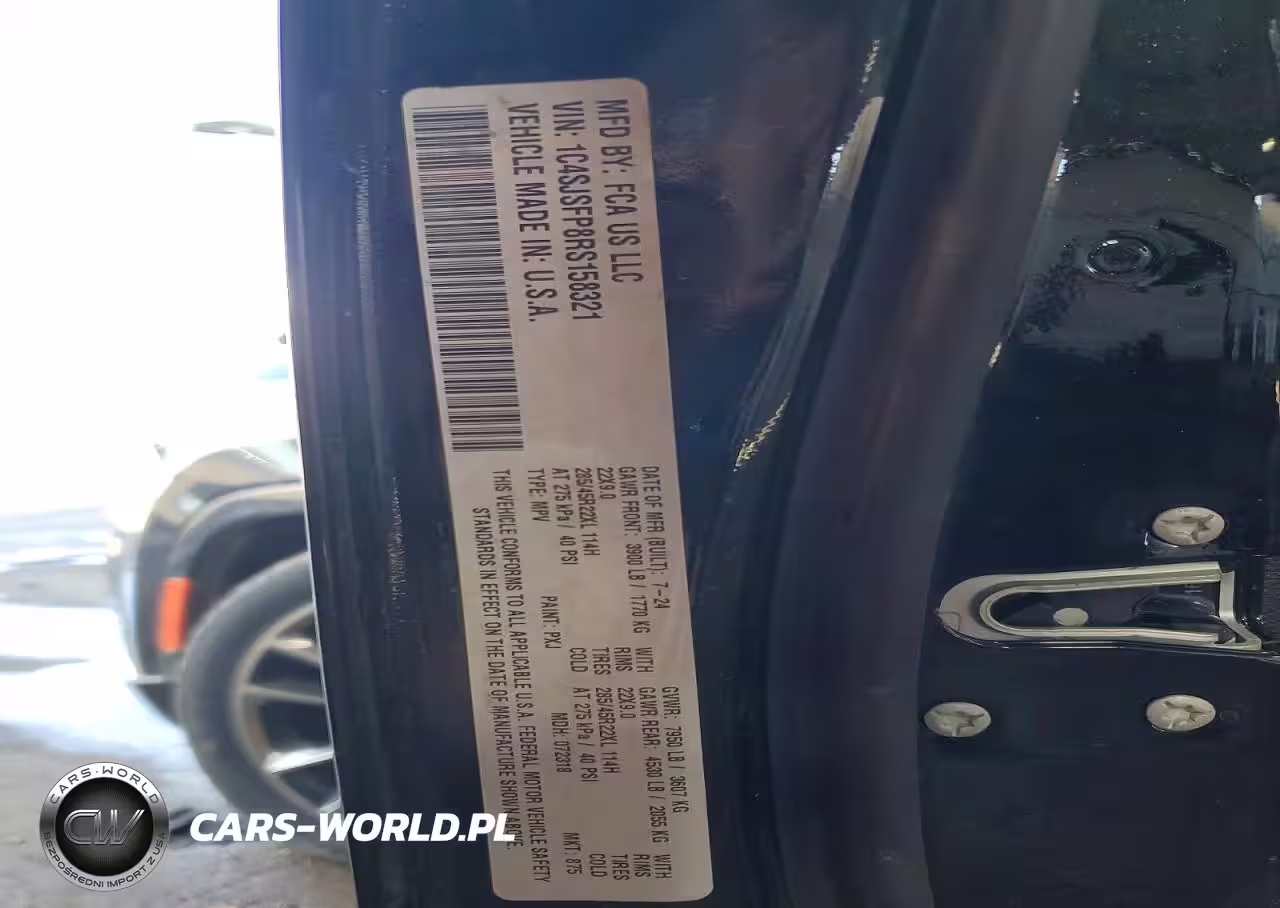 MFD BY: FCA US LLC
VIN: 1C4SJSFP8RS158321
VEHICLE MADE IN: U.S.A.
DATE OF MFR (BUILT): 7-24
GVWR: 7950 LB / 3607 KG
GAWR FRONT: 3900 LB / 1770 KG WITH
GAWR REAR: 4530 LB / 2055 KG WITH
22X9.0 RIMS
22X9.0 RIMS
285/45R22XL 114H TIRES
285/45R22XL 114H TIRES
AT 275 kPa / 40 PSI COLD
AT 275 kPa / 40 PSI COLD
TYPE: MPV PAINT: PXJ MDH: 072318 MKT: 875
THIS VEHICLE CONFORMS TO ALL APPLICABLE U.S.A. FEDERAL MOTOR VEHICLE SAFETY
STANDARDS IN EFFECT ON THE DATE OF MANUFACTURE SHOWN ABOVE.
CARS-WORLD
CW
BEZPOŚREDNI IMPORT Z USA
CARS-WORLD.PL